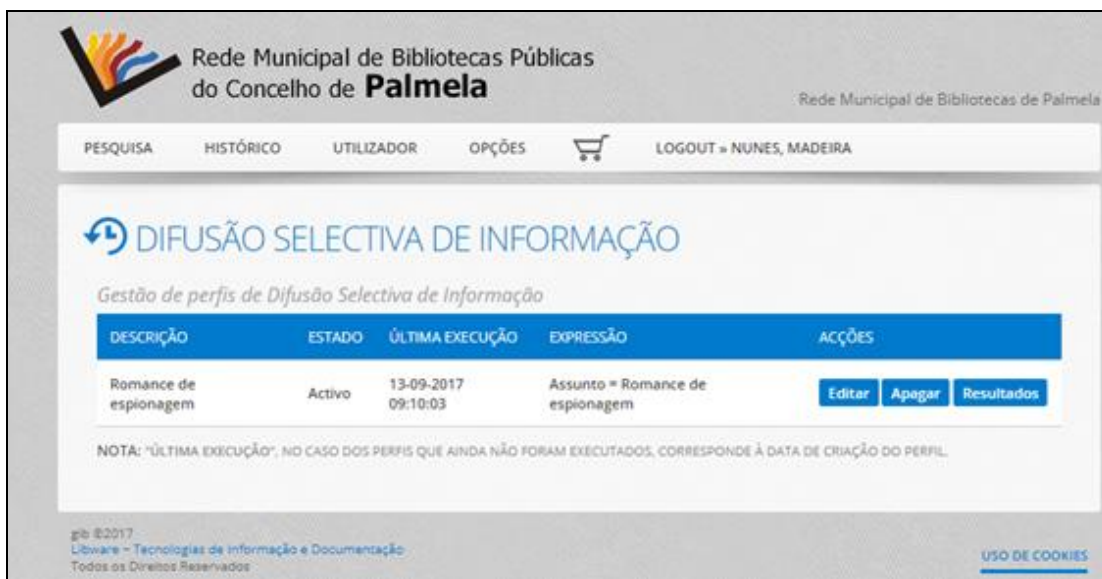 Rede Municipal de Bibliotecas Públicas
do Concelho de Palmela
Rede Municipal de Bibliotecas de Palmela
PESQUISA HISTÓRICO UTILIZADOR OPÇÕES LOGOUT » NUNES, MADEIRA
DIFUSÃO SELECTIVA DE INFORMAÇÃO
Gestão de perfis de Difusão Selectiva de Informação
DESCRIÇÃO ESTADO ÚLTIMA EXECUÇÃO EXPRESSÃO ACÇÕES
Romance de espionagem Activo 13-09-2017 09:10:03 Assunto = Romance de espionagem Editar Apagar Resultados
NOTA: "ÚLTIMA EXECUÇÃO", NO CASO DOS PERFIS QUE AINDA NÃO FORAM EXECUTADOS, CORRESPONDE À DATA DE CRIAÇÃO DO PERFIL.
gib ©2017
Libware – Tecnologias de Informação e Documentação
Todos os Direitos Reservados
USO DE COOKIES